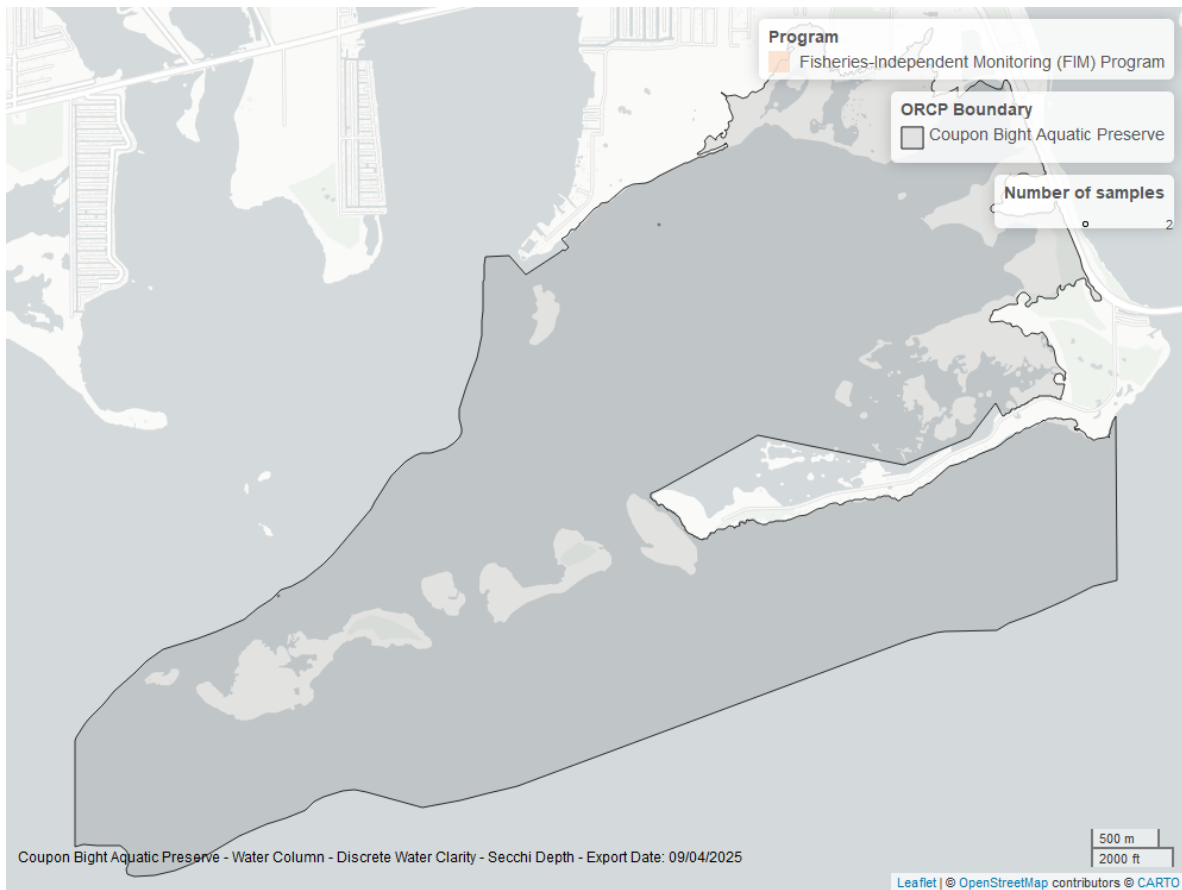 Program
Fisheries-Independent Monitoring (FIM) Program
ORCP Boundary
Coupon Bight Aquatic Preserve
Number of samples
2
500 m
2000 ft
Coupon Bight Aquatic Preserve - Water Column - Discrete Water Clarity - Secchi Depth - Export Date: 09/04/2025
Leaflet | © OpenStreetMap contributors © CARTO